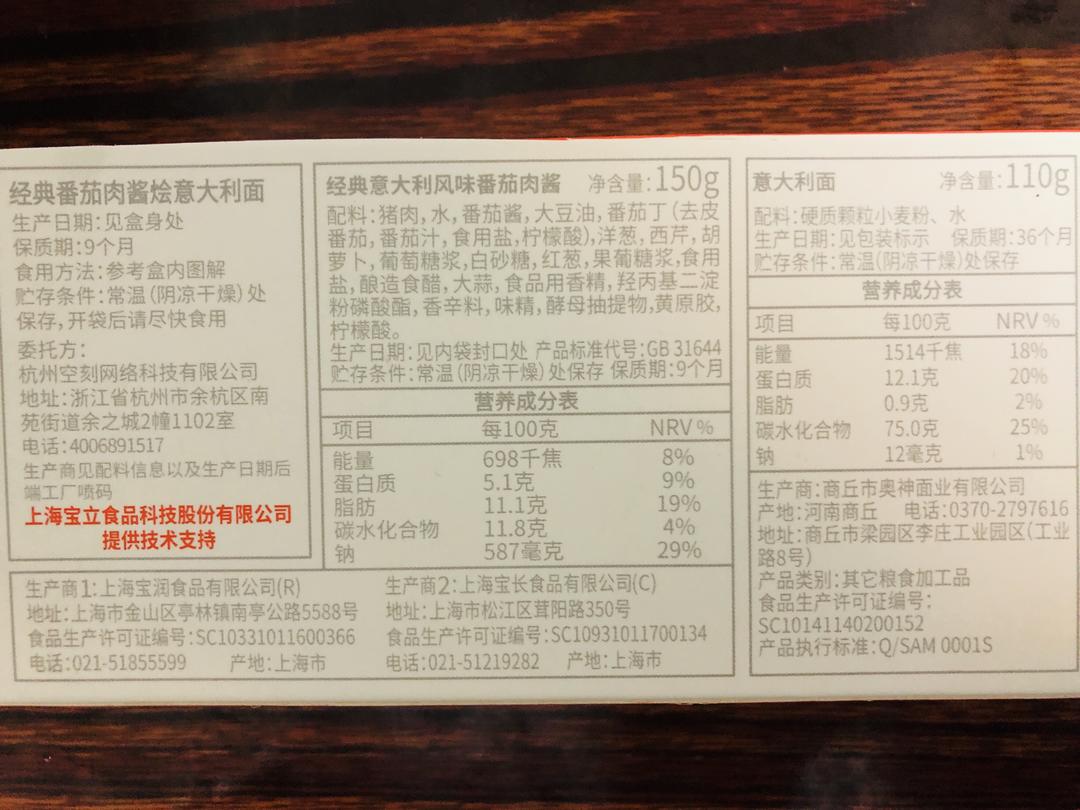 经典番茄肉酱烩意大利面
生产日期:见盒身处
保质期:9个月
食用方法:参考盒内图解
贮存条件:常温(阴凉干燥)处
保存,开袋后请尽快食用
委托方:
杭州空刻网络科技有限公司
地址:浙江省杭州市余杭区南
苑街道余之城2幢1102室
电话:4006891517
生产商见配料信息以及生产日期后
端工厂喷码
上海宝立食品科技股份有限公司
提供技术支持
经典意大利风味番茄肉酱 净含量:150g
配料:猪肉,水,番茄酱,大豆油,番茄丁(去皮
番茄,番茄汁,食用盐,柠檬酸),洋葱,西芹,胡
萝卜,葡萄糖浆,白砂糖,红葱,果葡糖浆,食用
盐,酿造食醋,大蒜,食品用香精,羟丙基二淀
粉磷酸酯,香辛料,味精,酵母抽提物,黄原胶,
柠檬酸。
生产日期:见内袋封口处 产品标准代号:GB 31644
贮存条件:常温(阴凉干燥)处保存 保质期:9个月
营养成分表
项目 每100克 NRV%
能量 698千焦 8%
蛋白质 5.1克 9%
脂肪 11.1克 19%
碳水化合物 11.8克 4%
钠 587毫克 29%
生产商1:上海宝润食品有限公司(R)
地址:上海市金山区亭林镇南亭公路5588号
食品生产许可证编号:SC10331011600366
电话:021-51855599 产地:上海市
生产商2:上海宝长食品有限公司(C)
地址:上海市松江区茸阳路350号
食品生产许可证编号:SC10931011700134
电话:021-51219282 产地:上海市
意大利面 净含量:110g
配料:硬质颗粒小麦粉、水
生产日期:见包装标示 保质期:36个月
贮存条件:常温(阴凉干燥)处保存
营养成分表
项目 每100克 NRV%
能量 1514千焦 18%
蛋白质 12.1克 20%
脂肪 0.9克 2%
碳水化合物 75.0克 25%
钠 12毫克 1%
生产商:商丘市奥神面业有限公司
产地:河南商丘 电话:0370-2797616
地址:商丘市梁园区李庄工业园区(工业
路8号)
产品类别:其它粮食加工品
食品生产许可证编号:
SC10141140200152
产品执行标准:Q/SAM 0001S